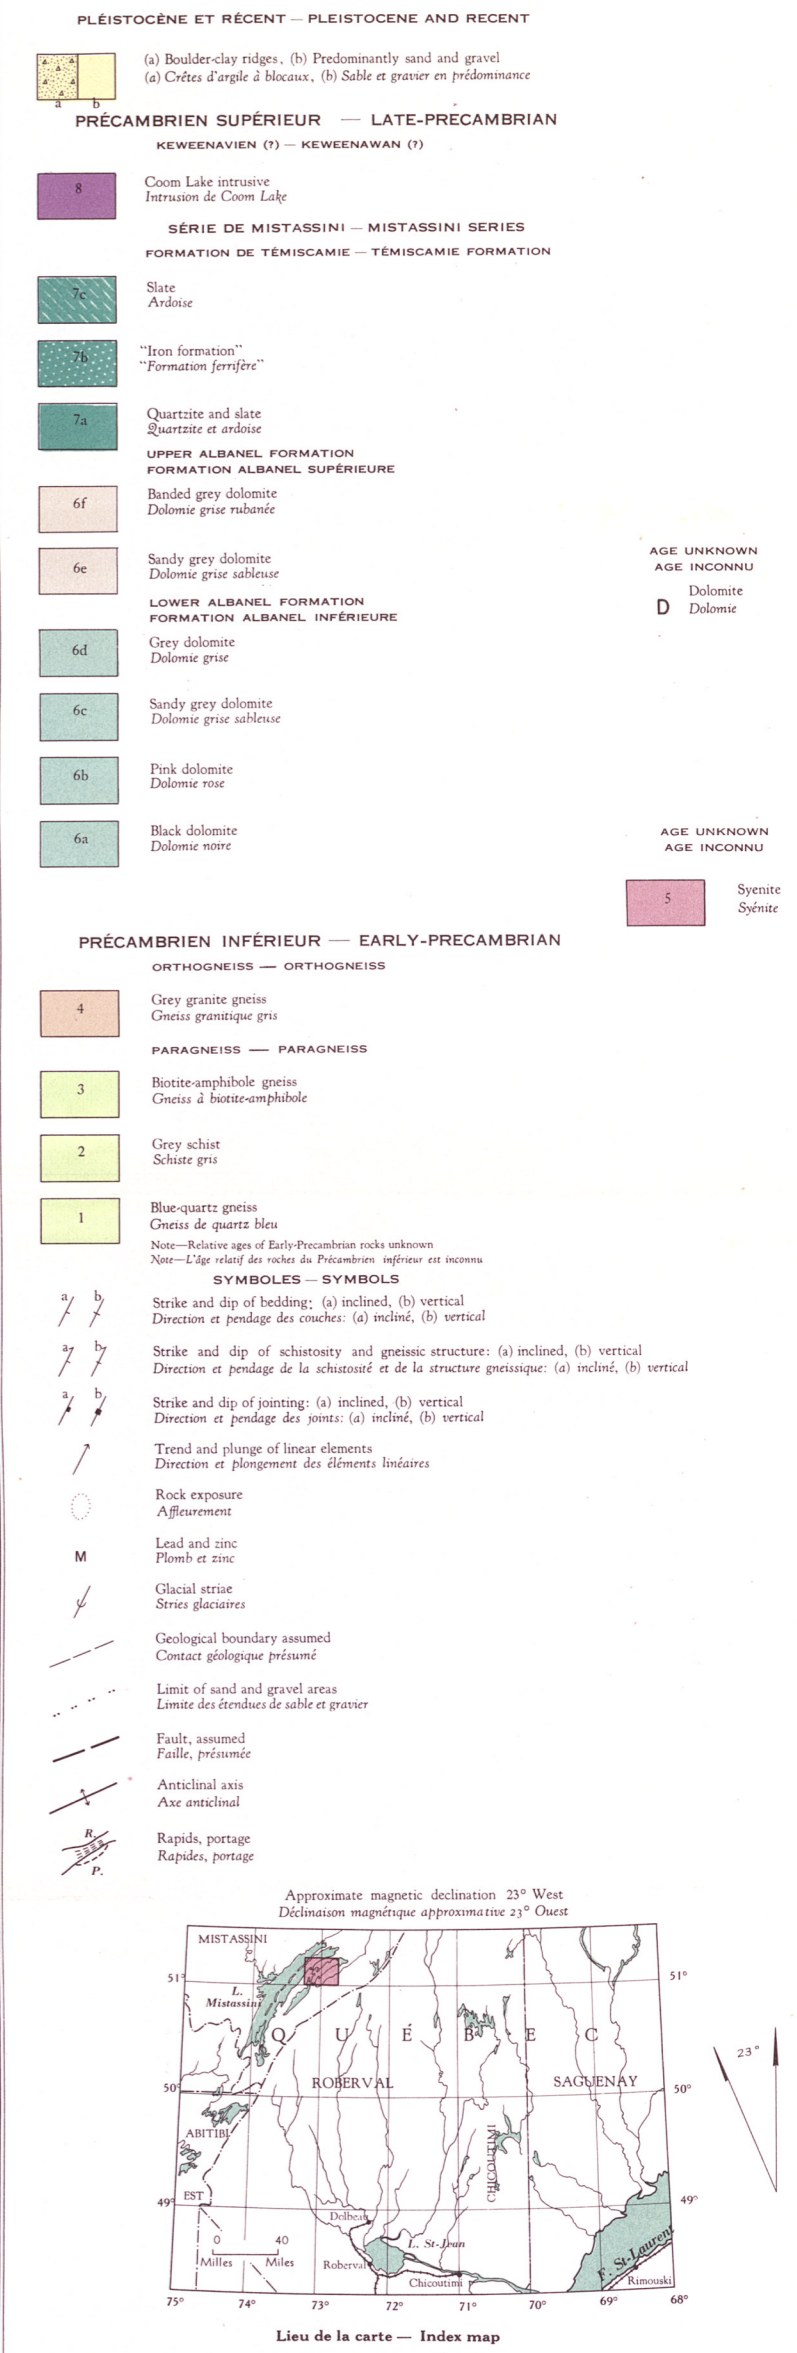 PLÉISTOCÈNE ET RÉCENT — PLEISTOCENE AND RECENT
(a) Boulder-clay ridges, (b) Predominantly sand and gravel
(a) Crêtes d'argile à blocaux, (b) Sable et gravier en prédominance
a b
PRÉCAMBRIEN SUPÉRIEUR — LATE-PRECAMBRIAN
KEWEENAVIEN (?) — KEWEENAWAN (?)
8
Coom Lake intrusive
Intrusion de Coom Lake
SÉRIE DE MISTASSINI — MISTASSINI SERIES
FORMATION DE TÉMISCAMIE — TÉMISCAMIE FORMATION
7c
Slate
Ardoise
7b
"Iron formation"
"Formation ferrifère"
7a
Quartzite and slate
Quartzite et ardoise
UPPER ALBANEL FORMATION
FORMATION ALBANEL SUPÉRIEURE
6f
Banded grey dolomite
Dolomie grise rubanée
6e
Sandy grey dolomite
Dolomie grise sableuse
AGE UNKNOWN
AGE INCONNU
D
Dolomite
Dolomie
LOWER ALBANEL FORMATION
FORMATION ALBANEL INFÉRIEURE
6d
Grey dolomite
Dolomie grise
6c
Sandy grey dolomite
Dolomie grise sableuse
6b
Pink dolomite
Dolomie rose
6a
Black dolomite
Dolomie noire
AGE UNKNOWN
AGE INCONNU
5
Syenite
Syénite
PRÉCAMBRIEN INFÉRIEUR — EARLY-PRECAMBRIAN
ORTHOGNEISS — ORTHOGNEISS
4
Grey granite gneiss
Gneiss granitique gris
PARAGNEISS — PARAGNEISS
3
Biotite-amphibole gneiss
Gneiss à biotite-amphibole
2
Grey schist
Schiste gris
1
Blue-quartz gneiss
Gneiss de quartz bleu
Note—Relative ages of Early-Precambrian rocks unknown
Note—L'âge relatif des roches du Précambrien inférieur est inconnu
SYMBOLES — SYMBOLS
a b
Strike and dip of bedding: (a) inclined, (b) vertical
Direction et pendage des couches: (a) incliné, (b) vertical
a b
Strike and dip of schistosity and gneissic structure: (a) inclined, (b) vertical
Direction et pendage de la schistosité et de la structure gneissique: (a) incliné, (b) vertical
a b
Strike and dip of jointing: (a) inclined, (b) vertical
Direction et pendage des joints: (a) incliné, (b) vertical
Trend and plunge of linear elements
Direction et plongement des éléments linéaires
Rock exposure
Affleurement
M
Lead and zinc
Plomb et zinc
Glacial striae
Stries glaciaires
Geological boundary assumed
Contact géologique présumé
Limit of sand and gravel areas
Limite des étendues de sable et gravier
Fault, assumed
Faille, présumée
Anticlinal axis
Axe anticlinal
R.
P.
Rapids, portage
Rapides, portage
Approximate magnetic declination 23° West
Déclinaison magnétique approximative 23° Ouest
MISTASSINI
51° 51°
L.
Mistassini
QUÉBEC
23°
ROBERVAL SAGUENAY
50° 50°
ABITIBI
CHICOUTIMI
EST
49° 49°
Dolbeau
0 40
Milles Miles
L. St-Jean
Roberval
Chicoutimi
F. St-Laurent
Rimouski
75° 74° 73° 72° 71° 70° 69° 68°
Lieu de la carte — Index map